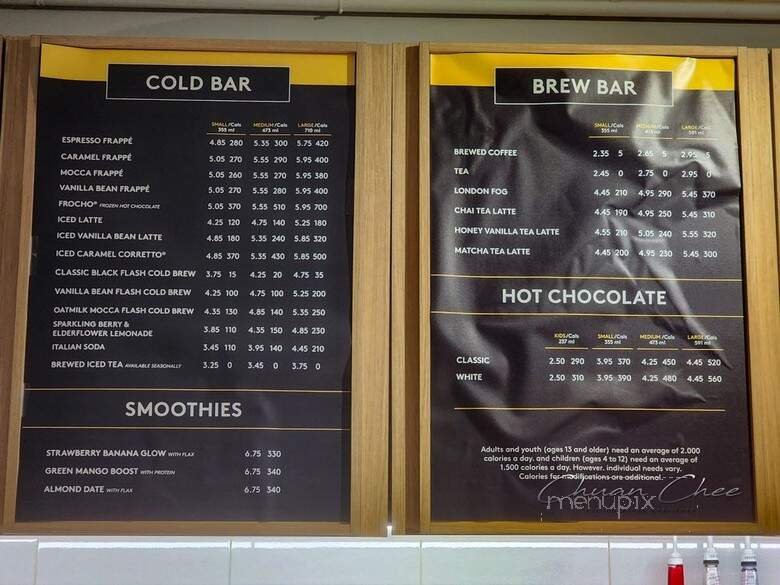 COLD BAR
SMALL/Cals MEDIUM/Cals LARGE/Cals
355 ml 473 ml 710 ml
ESPRESSO FRAPPÉ 4.85 280 5.35 300 5.75 420
CARAMEL FRAPPÉ 5.05 270 5.55 290 5.95 400
MOCCA FRAPPÉ 5.05 260 5.55 270 5.95 380
VANILLA BEAN FRAPPÉ 5.05 270 5.55 280 5.95 400
FROCHO® FROZEN HOT CHOCOLATE 5.05 370 5.55 510 5.95 700
ICED LATTE 4.25 120 4.75 140 5.25 180
ICED VANILLA BEAN LATTE 4.85 180 5.35 240 5.85 320
ICED CARAMEL CORRETTO® 4.85 370 5.35 430 5.85 500
CLASSIC BLACK FLASH COLD BREW 3.75 15 4.25 20 4.75 35
VANILLA BEAN FLASH COLD BREW 4.25 100 4.75 100 5.25 200
OATMILK MOCCA FLASH COLD BREW 4.35 130 4.85 140 5.35 250
SPARKLING BERRY &
ELDERFLOWER LEMONADE 3.85 110 4.35 150 4.85 230
ITALIAN SODA 3.45 110 3.95 140 4.45 210
BREWED ICED TEA AVAILABLE SEASONALLY 3.25 0 3.45 0 3.75 0
SMOOTHIES
STRAWBERRY BANANA GLOW WITH FLAX 6.75 330
GREEN MANGO BOOST WITH PROTEIN 6.75 340
ALMOND DATE WITH FLAX 6.75 340
BREW BAR
SMALL/Cals MEDIUM/Cals LARGE/Cals
355 ml 473 ml 591 ml
BREWED COFFEE 2.35 5 2.65 5 2.95 5
TEA 2.45 0 2.75 0 2.95 0
LONDON FOG 4.45 210 4.95 290 5.45 370
CHAI TEA LATTE 4.45 190 4.95 250 5.45 310
HONEY VANILLA TEA LATTE 4.55 210 5.05 240 5.55 320
MATCHA TEA LATTE 4.45 200 4.95 230 5.45 300
HOT CHOCOLATE
KIDS/Cals SMALL/Cals MEDIUM/Cals LARGE/Cals
237 ml 355 ml 473 ml 591 ml
CLASSIC 2.50 290 3.95 370 4.25 450 4.45 520
WHITE 2.50 310 3.95 390 4.25 480 4.45 560
Adults and youth (ages 13 and older) need an average of 2,000
calories a day, and children (ages 4 to 12) need an average of
1,500 calories a day. However, individual needs vary.
Calories for modifications are additional.
Chuan Chee
menupix